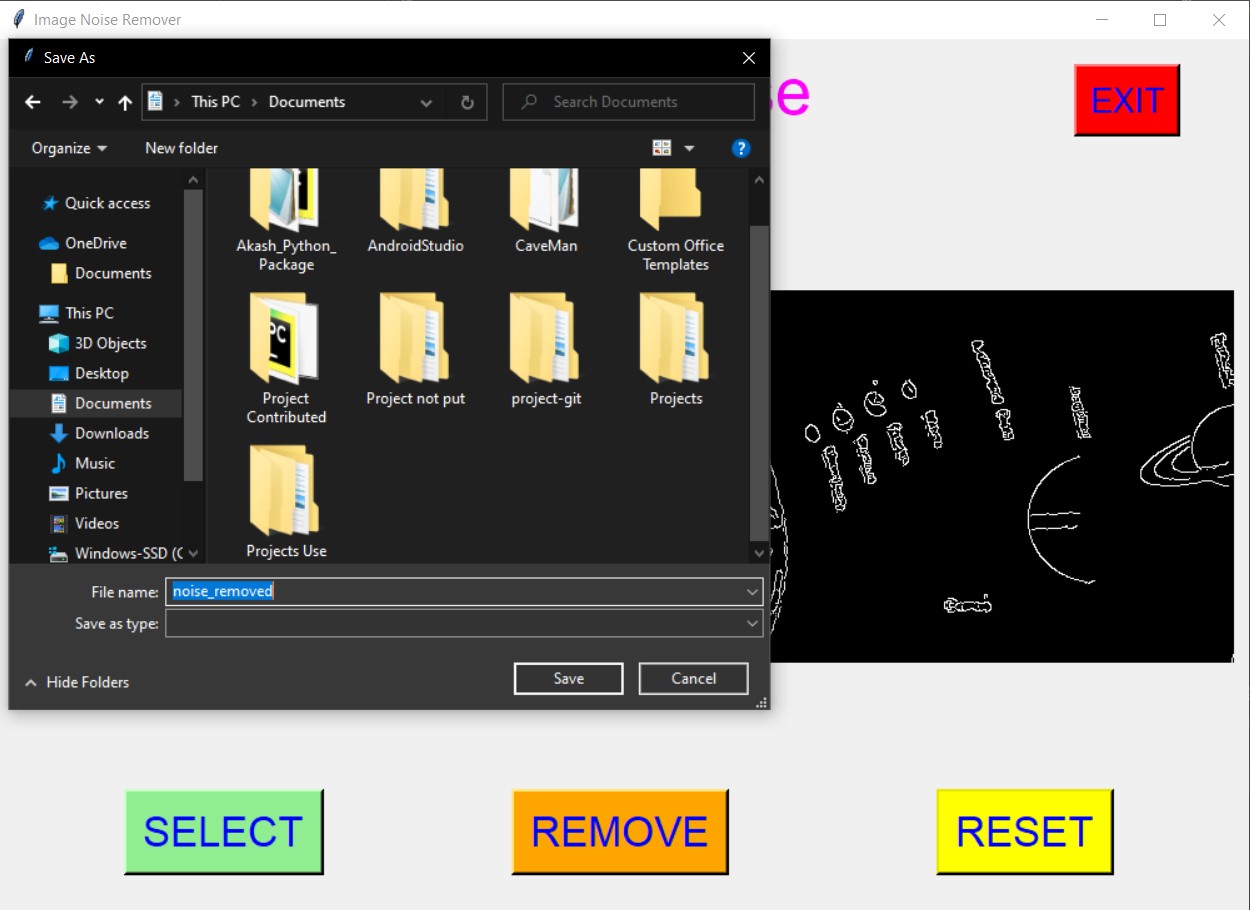 Image Noise Remover
Save As
This PC
Documents
Search Documents
EXIT
Organize
New folder
?
Quick access
OneDrive
Documents
This PC
3D Objects
Desktop
Documents
Downloads
Music
Pictures
Videos
Windows-SSD (C
Akash_Python_
Package
AndroidStudio
CaveMan
Custom Office
Templates
PC
Project
Contributed
Project not put
project-git
Projects
Projects Use
File name:
noise_removed
Save as type:
Hide Folders
Save
Cancel
SELECT
REMOVE
RESET